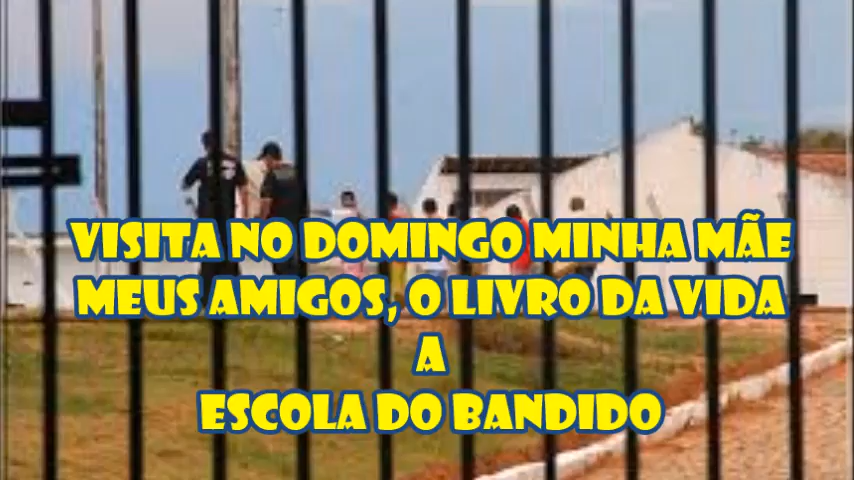 VISITA NO DOMINGO MINHA MÃE
MEUS AMIGOS, O LIVRO DA VIDA
A
ESCOLA DO BANDIDO